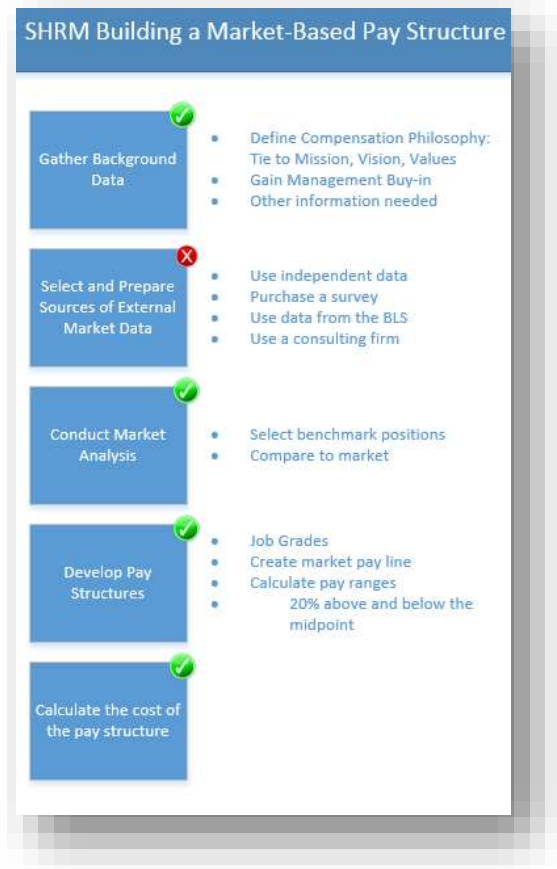 SHRM Building a Market-Based Pay Structure
Gather Background
Data
• Define Compensation Philosophy:
Tie to Mission, Vision, Values
• Gain Management Buy-in
• Other information needed
X
Select and Prepare
Sources of External
Market Data
• Use independent data
• Purchase a survey
• Use data from the BLS
• Use a consulting firm
Conduct Market
Analysis
• Select benchmark positions
• Compare to market
Develop Pay
Structures
• Job Grades
• Create market pay line
• Calculate pay ranges
• 20% above and below the
midpoint
Calculate the cost of
the pay structure